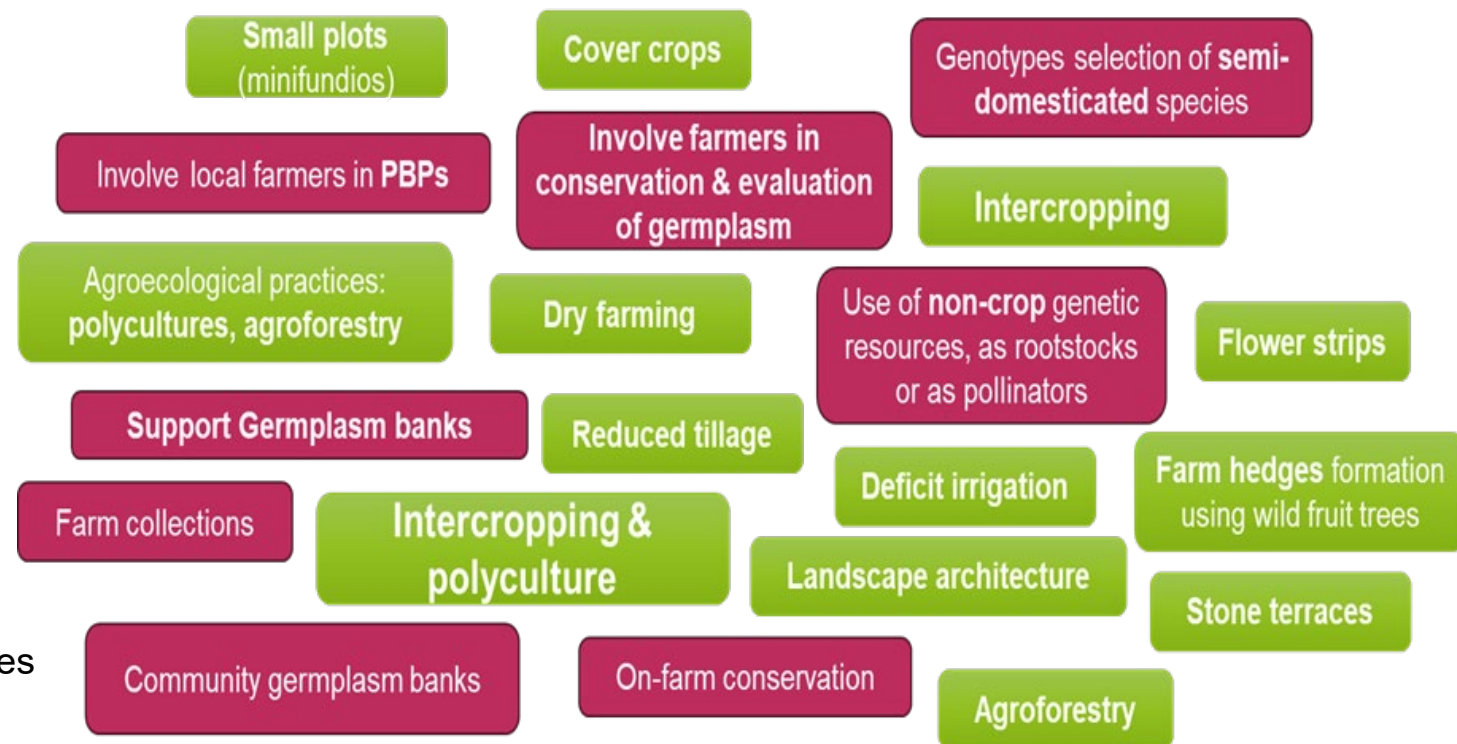 Small plots
(minifundios)
Cover crops
Genotypes selection of semi-
domesticated species
Involve local farmers in PBPs
Involve farmers in
conservation & evaluation
of germplasm
Intercropping
Agroecological practices:
polycultures, agroforestry
Dry farming
Use of non-crop genetic
resources, as rootstocks
or as pollinators
Flower strips
Support Germplasm banks
Reduced tillage
Deficit irrigation
Farm hedges formation
using wild fruit trees
Farm collections
Intercropping &
polyculture
Landscape architecture
Stone terraces
es
Community germplasm banks
On-farm conservation
Agroforestry